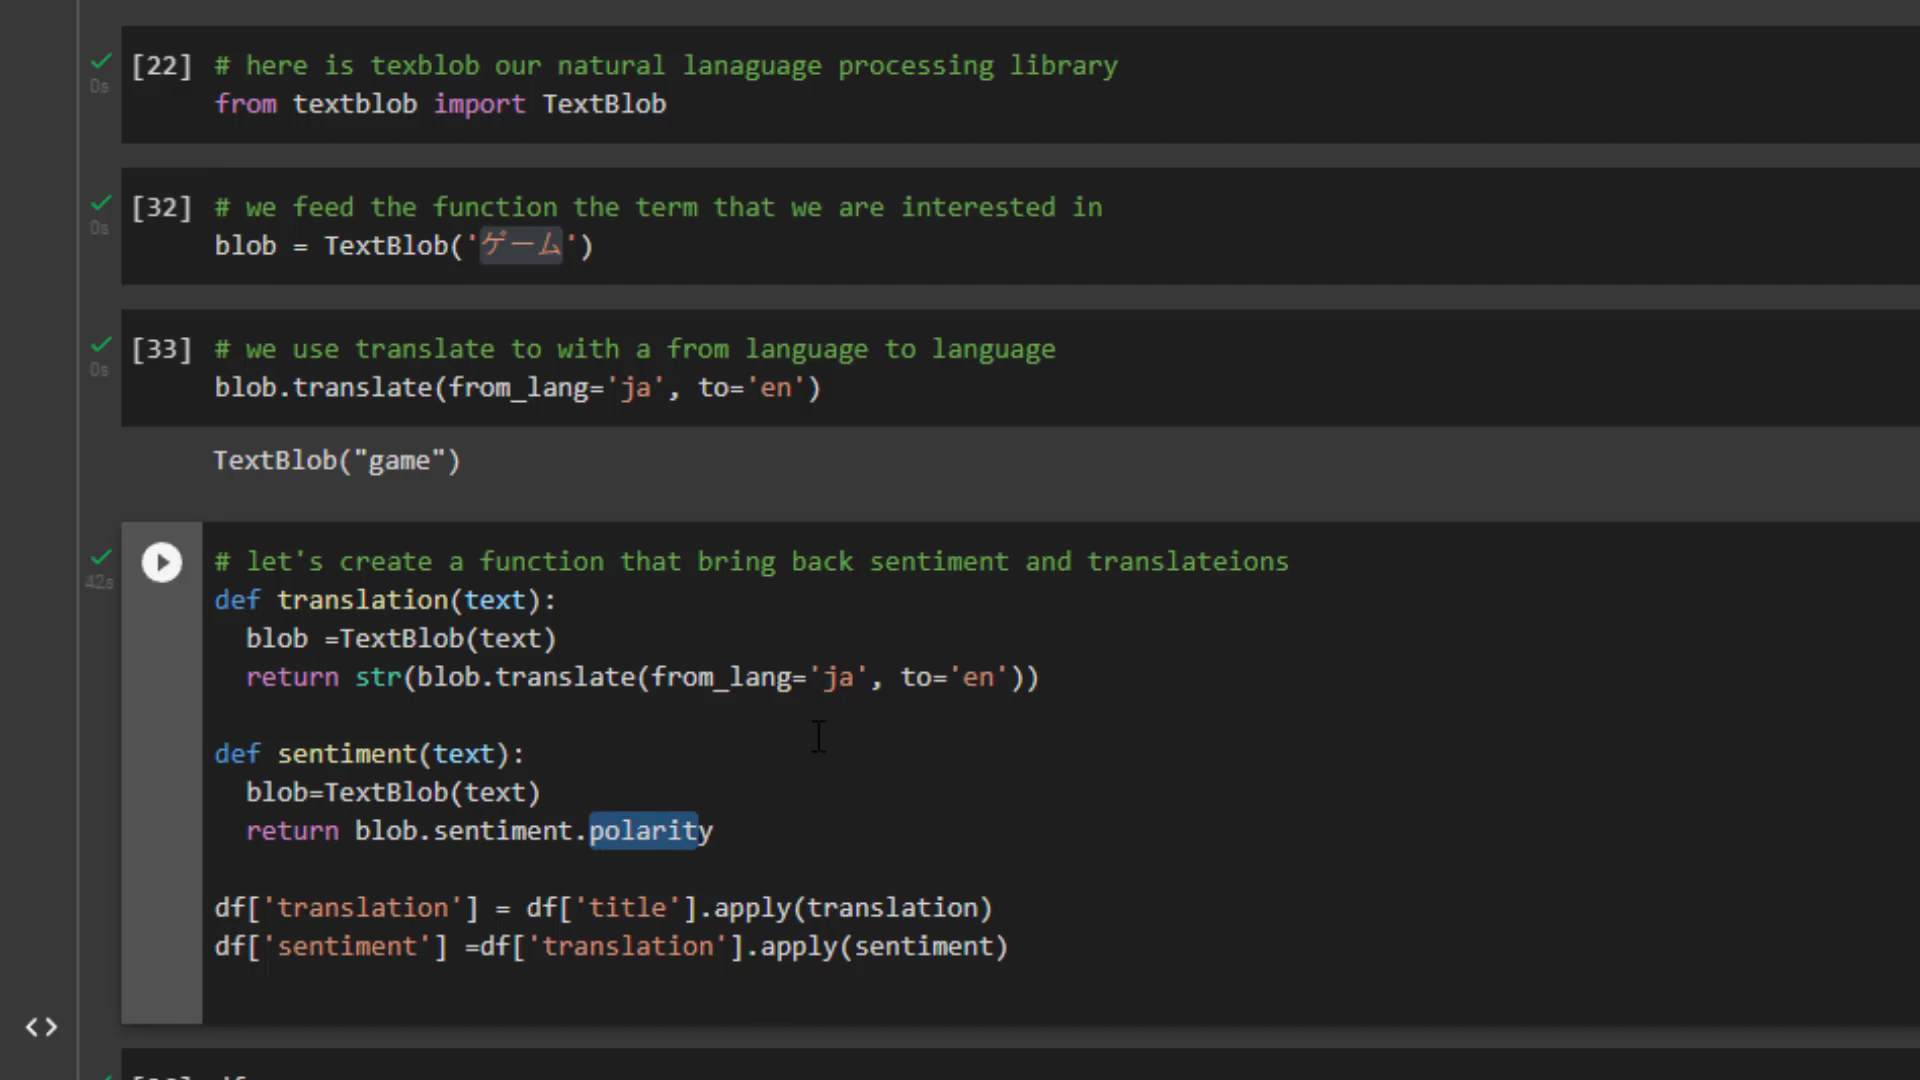 [22] # here is texblob our natural lanaguage processing library
0s
from textblob import TextBlob
[32] # we feed the function the term that we are interested in
0s
blob = TextBlob('ゲーム')
[33] # we use translate to with a from language to language
0s
blob.translate(from_lang='ja', to='en')
TextBlob("game")
# let's create a function that bring back sentiment and translateions
42s
def translation(text):
blob =TextBlob(text)
return str(blob.translate(from_lang='ja', to='en'))
def sentiment(text):
blob=TextBlob(text)
return blob.sentiment.polarity
df['translation'] = df['title'].apply(translation)
df['sentiment'] =df['translation'].apply(sentiment)